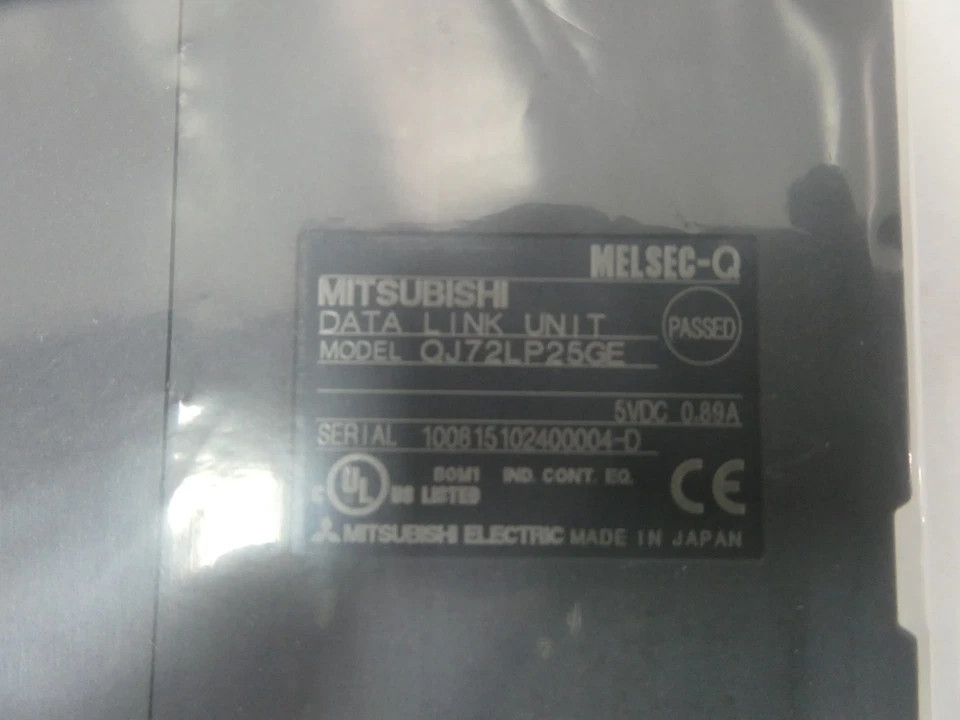 MELSEC-Q
MITSUBISHI
DATA LINK UNIT
PASSED
MODEL QJ72LP25GE
5VDC 0.89A
SERIAL 100815102400004-D
80M1 IND. CONT. EQ.
C UL US LISTED
CE
MITSUBISHI ELECTRIC MADE IN JAPAN